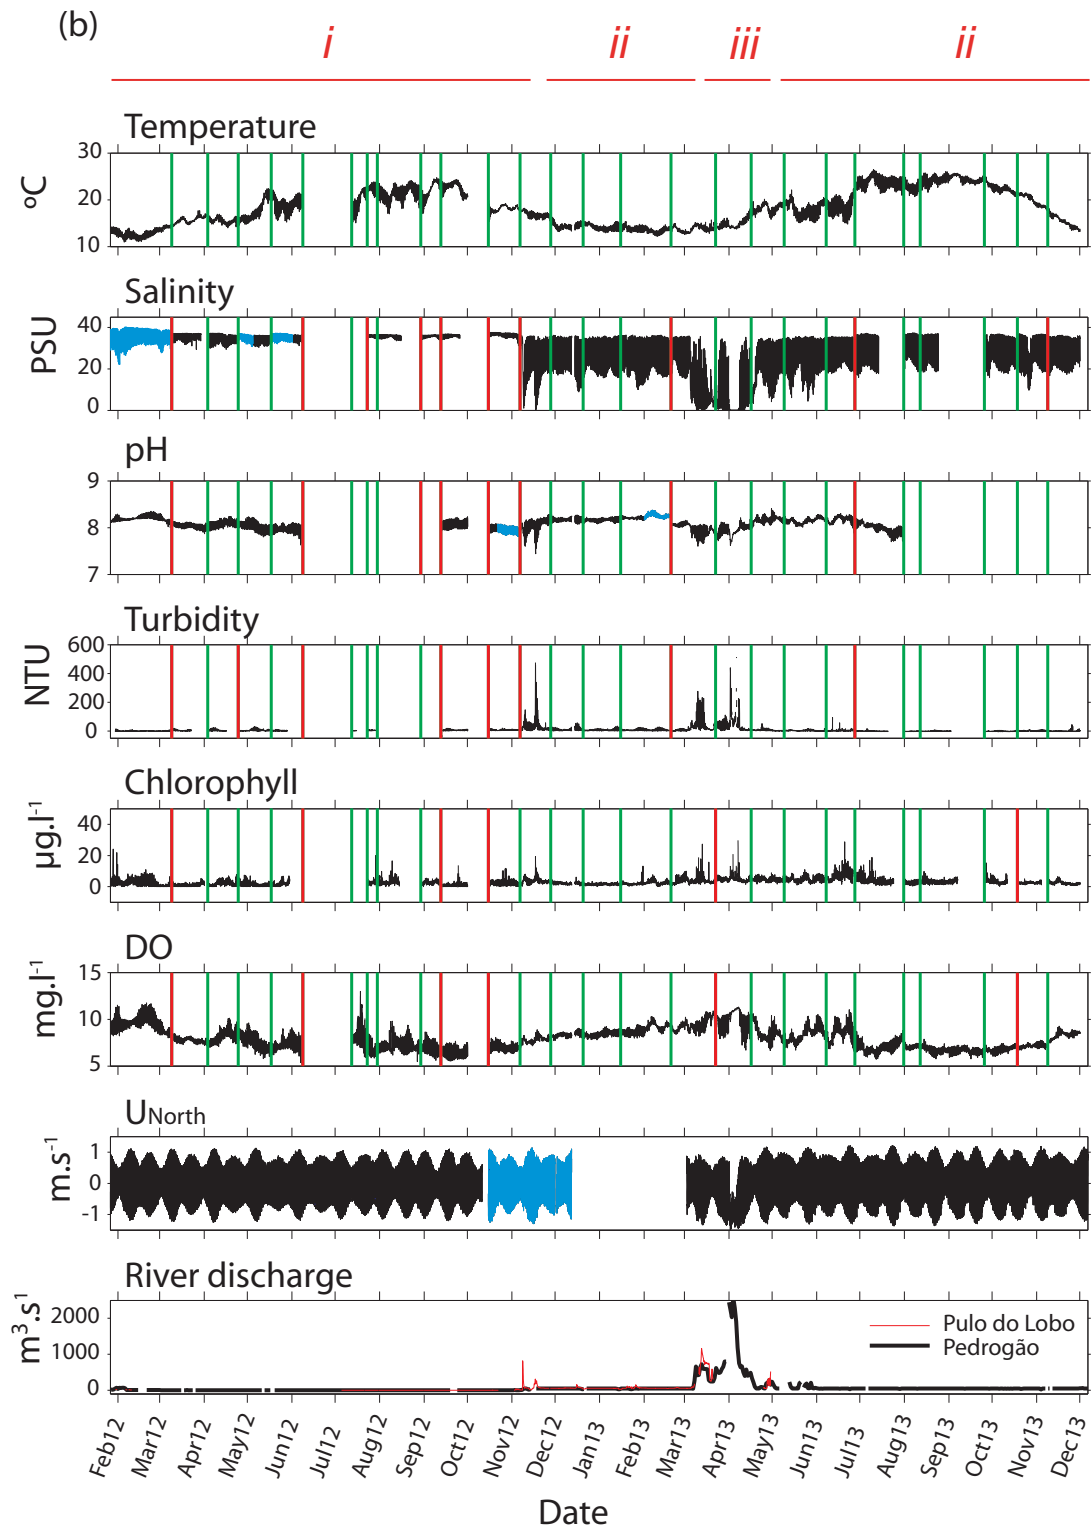 (b)
i ii iii ii
Temperature
ºC
30
20
10
Salinity
PSU
40
20
0
pH
9
8
7
Turbidity
NTU
600
400
200
0
Chlorophyll
µg.l⁻¹
40
20
0
DO
mg.l⁻¹
15
10
5
UNorth
m.s⁻¹
1
0
-1
River discharge
m³.s¹
2000
1000
0
Pulo do Lobo
Pedrogão
Feb12 Mar12 Apr12 May12 Jun12 Jul12 Aug12 Sep12 Oct12 Nov12 Dec12 Jan13 Feb13 Mar13 Apr13 May13 Jun13 Jul13 Aug13 Sep13 Oct13 Nov13 Dec13
Date